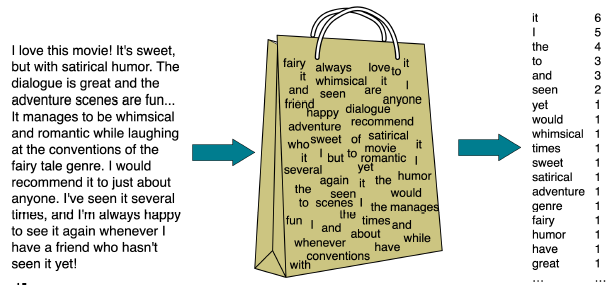 I love this movie! It's sweet,
but with satirical humor. The
dialogue is great and the
adventure scenes are fun...
It manages to be whimsical
and romantic while laughing
at the conventions of the
fairy tale genre. I would
recommend it to just about
anyone. I've seen it several
times, and I'm always happy
to see it again whenever I
have a friend who hasn't
seen it yet!
fairy always love to it
it whimsical it I
and seen are anyone
friend happy dialogue
adventure recommend
who sweet of satirical it
it I but to movie romantic I
several yet
again it the humor
the seen would
to scenes I the manages
the
fun I and times and
about while
whenever have
conventions
with
it 6
I 5
the 4
to 3
and 3
seen 2
yet 1
would 1
whimsical 1
times 1
sweet 1
satirical 1
adventure 1
genre 1
fairy 1
humor 1
have 1
great 1
... ...